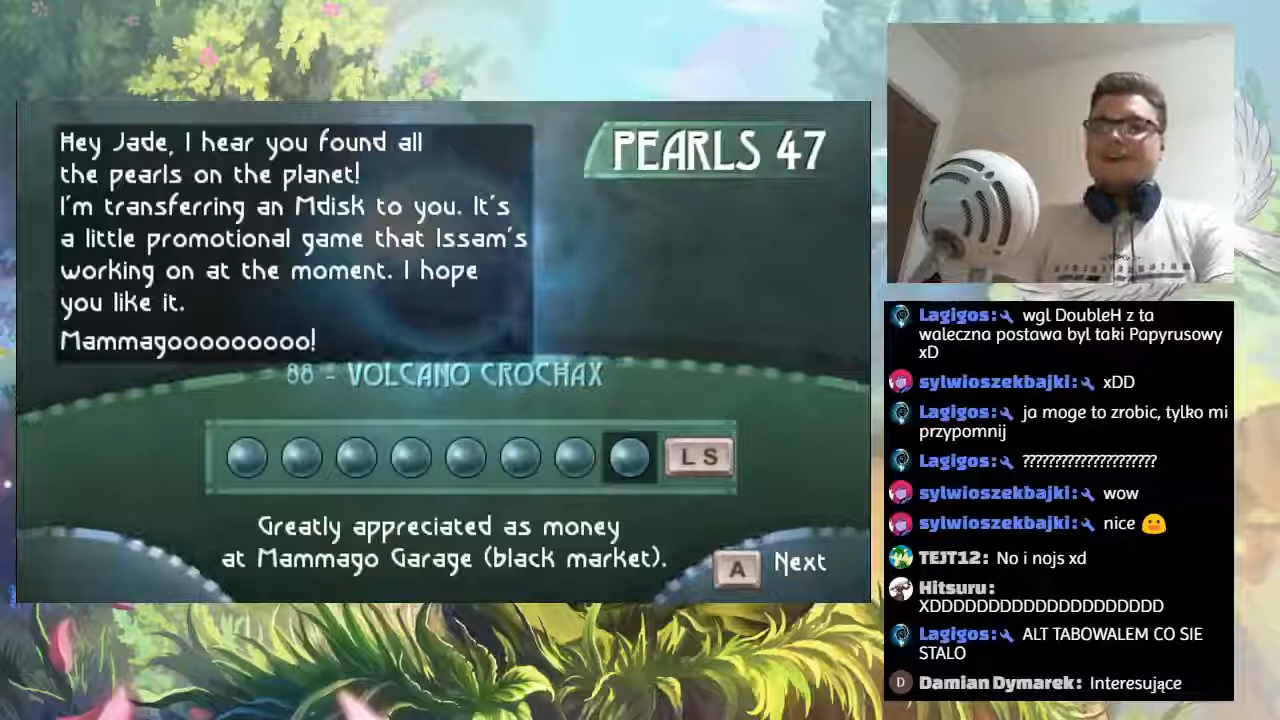 Hey Jade, I hear you found all
the pearls on the planet!
I'm transferring an Mdisk to you. It's
a little promotional game that Issam's
working on at the moment. I hope
you like it.
Mammagooooooooo!
PEARLS 47
88 - VOLCANO CROCHAX
L S
Greatly appreciated as money
at Mammago Garage (black market).
A Next
Lagigos: wgl DoubleH z ta
waleczna postawa byl taki Papyrusowy
xD
sylwioszekbajki: xDD
Lagigos: ja moge to zrobic, tylko mi
przypomnij
Lagigos: ????????????????????
sylwioszekbajki: wow
sylwioszekbajki: nice
TEJT12: No i nojs xd
Hitsuru:
XDDDDDDDDDDDDDDDDDDDD
Lagigos: ALT TABOWALEM CO SIE
STALO
D Damian Dymarek: Interesujące